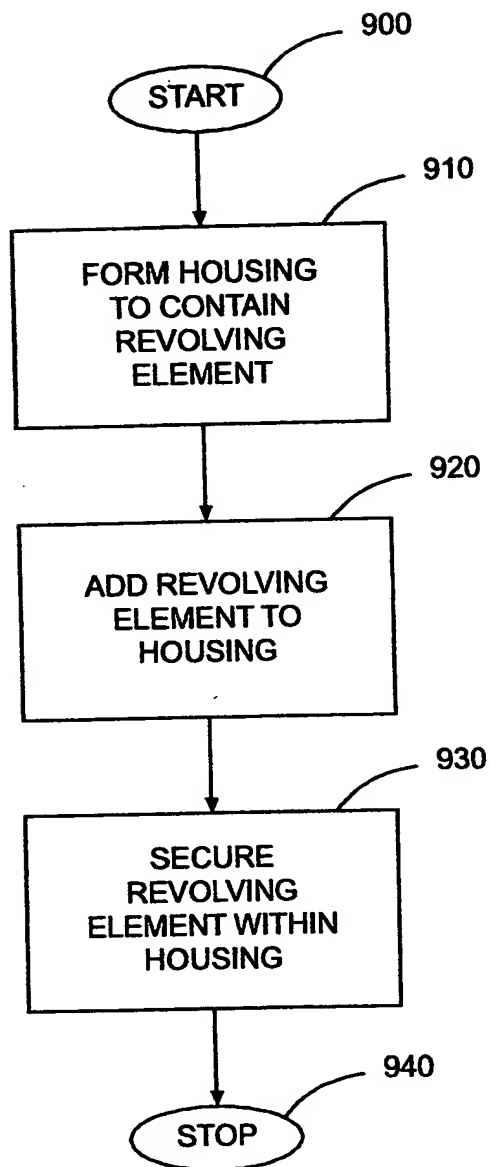 900
START
910
FORM HOUSING
TO CONTAIN
REVOLVING
ELEMENT
920
ADD REVOLVING
ELEMENT TO
HOUSING
930
SECURE
REVOLVING
ELEMENT WITHIN
HOUSING
940
STOP